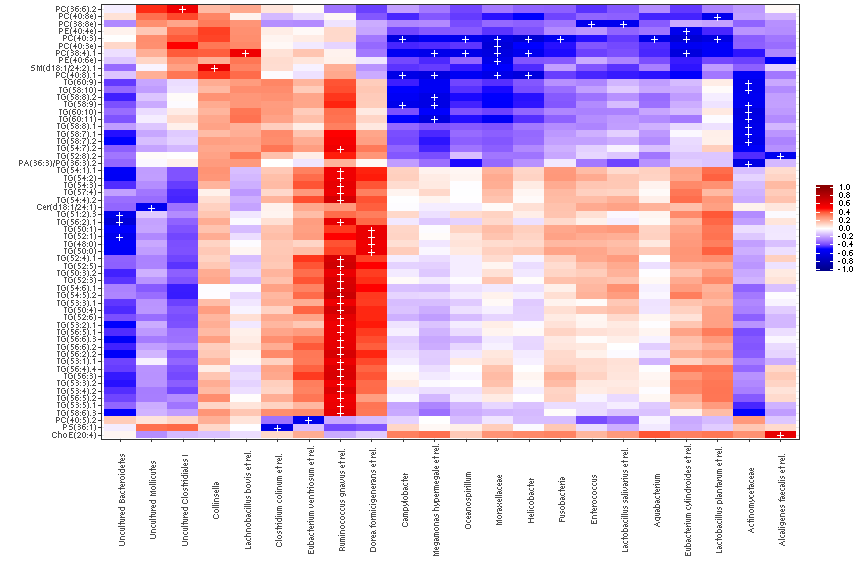 PC(36:6).2
PC(40:8e)
PC(38:8e)
PE(40:4e)
PC(40:3)
PC(40:3e)
PC(38:4).1
PE(40:6e)
SM(d18:1/24:2).1
PC(40:8).1
TG(60:9)
TG(58:10)
TG(58:8).2
TG(58:9)
TG(60:10)
TG(60:11)
TG(58:8).1
TG(58:7).1
TG(58:7).2
TG(54:7).2
TG(52:8).2
PA(36:3)/PG(36:3).2
TG(54:1).1
TG(54:2)
TG(54:3)
TG(57:4)
TG(54:4).2
Cer(d18:1/24:1)
TG(51:2).3
TG(56:2).1
TG(50:1)
TG(52:1)
TG(48:0)
TG(50:0)
TG(52:4).1
TG(52:5)
TG(50:3).2
TG(52:3)
TG(54:6).1
TG(54:5).2
TG(53:3).1
TG(50:4)
TG(52:6)
TG(53:2).1
TG(56:5).1
TG(56:6).3
TG(56:6).2
TG(56:2).2
TG(53:1).1
TG(56:4).4
TG(56:3)
TG(53:3).2
TG(53:4).2
TG(56:5).2
TG(53:5).1
TG(58:6).3
PC(40:5).2
PS(36:1)
ChoE(20:4)
1.0
0.8
0.6
0.4
0.2
0.0
-0.2
-0.4
-0.6
-0.8
-1.0
Uncultured Bacteroidetes
Uncultured Mollicutes
Uncultured Clostridiales I
Collinsella
Lachnobacillus bovis et rel.
Clostridium colinum et rel.
Eubacterium ventriosum et rel.
Ruminococcus gnavus et rel.
Dorea formicigenerans et rel.
Campylobacter
Megamonas hypermegale et rel.
Oceanospirillum
Moraxellaceae
Helicobacter
Fusobacteria
Enterococcus
Lactobacillus salivarius et rel.
Aquabacterium
Eubacterium cylindroides et rel.
Lactobacillus plantarum et rel.
Actinomycetaceae
Alcaligenes faecalis et rel.